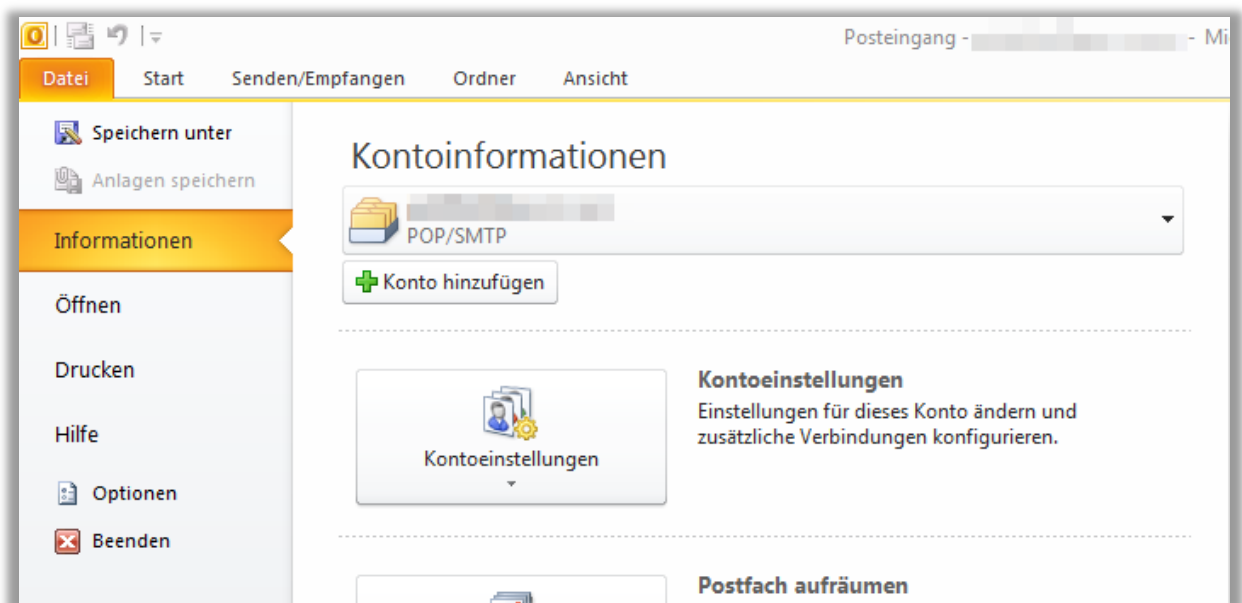 Posteingang - - Mi
Datei Start Senden/Empfangen Ordner Ansicht
Speichern unter
Anlagen speichern
Informationen
Öffnen
Drucken
Hilfe
Optionen
Beenden
Kontoinformationen
POP/SMTP
Konto hinzufügen
Kontoeinstellungen
Kontoeinstellungen
Einstellungen für dieses Konto ändern und
zusätzliche Verbindungen konfigurieren.
Postfach aufräumen